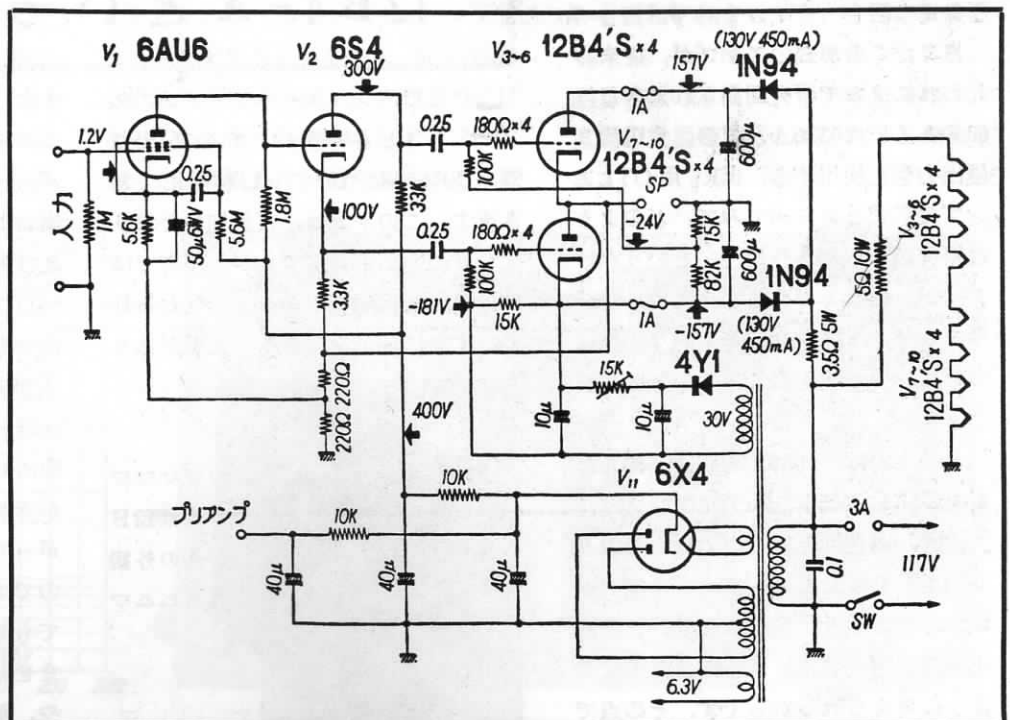 V₁ 6AU6
V₂ 6S4
300V
V₃~₆ 12B4'S×4
157V
(130V 450mA)
1N94
1.2V
0.25
0.25
180Ω×4
100K
1A
V₇~₁₀
12B4'S×4
SP
600μ
入力
1M
5.6K
50μ6WV
5.6M
1.8M
33K
100V
0.25
180Ω×4
-24V
15K
600μ
5Ω 10W
V₃~₆
12B4'S×4
33K
-181V
100K
15K
1A
82K
-157V
1N94
(130V
450mA)
3.5Ω 5W
V₇~₁₀
12B4'S×4
220Ω
220Ω
400V
15K
4Y1
10μ
10μ
30V
V₁₁ 6X4
10K
プリアンプ
10K
40μ
40μ
40μ
3A
0.1
117V
SW
6.3V